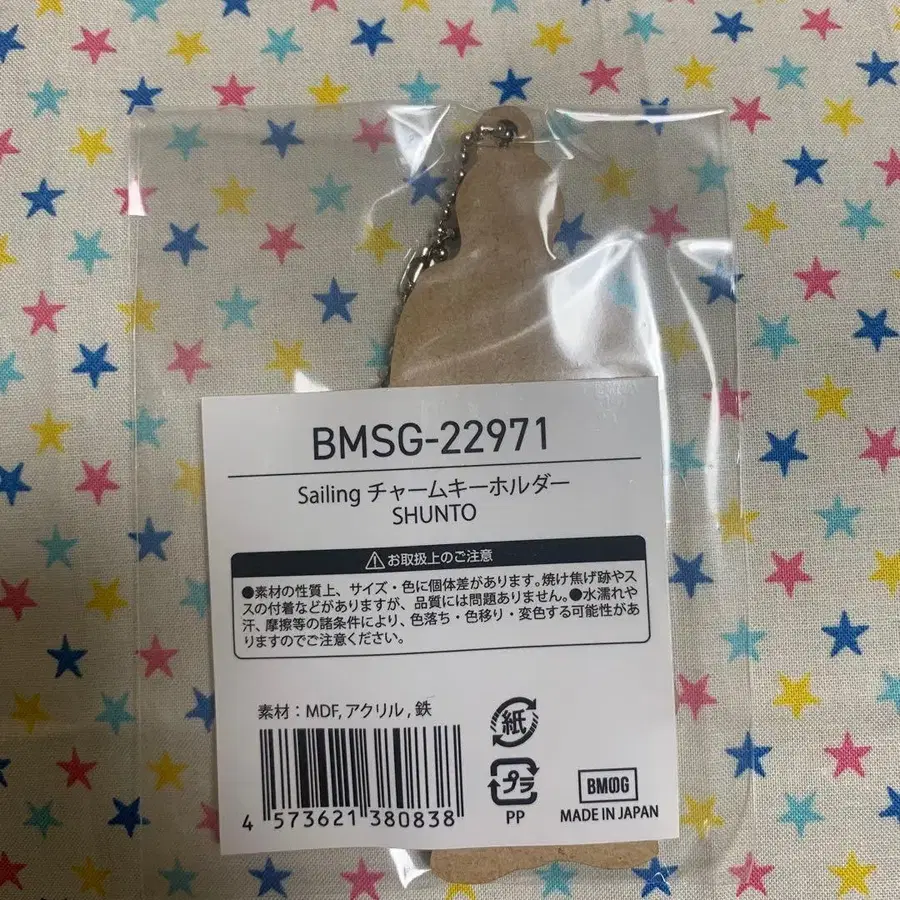 BMSG-22971
Sailing チャームキーホルダー
SHUNTO
お取扱上のご注意
●素材の性質上、サイズ・色に個体差があります。焼け焦げ跡やス
スの付着などがありますが、品質には問題ありません。●水濡れや
汗、摩擦等の諸条件により、色落ち・色移り・変色する可能性があ
りますのでご注意ください。
素材：MDF, アクリル , 鉄
4 573621 380838
紙
プラ
PP
BMSG
MADE IN JAPAN